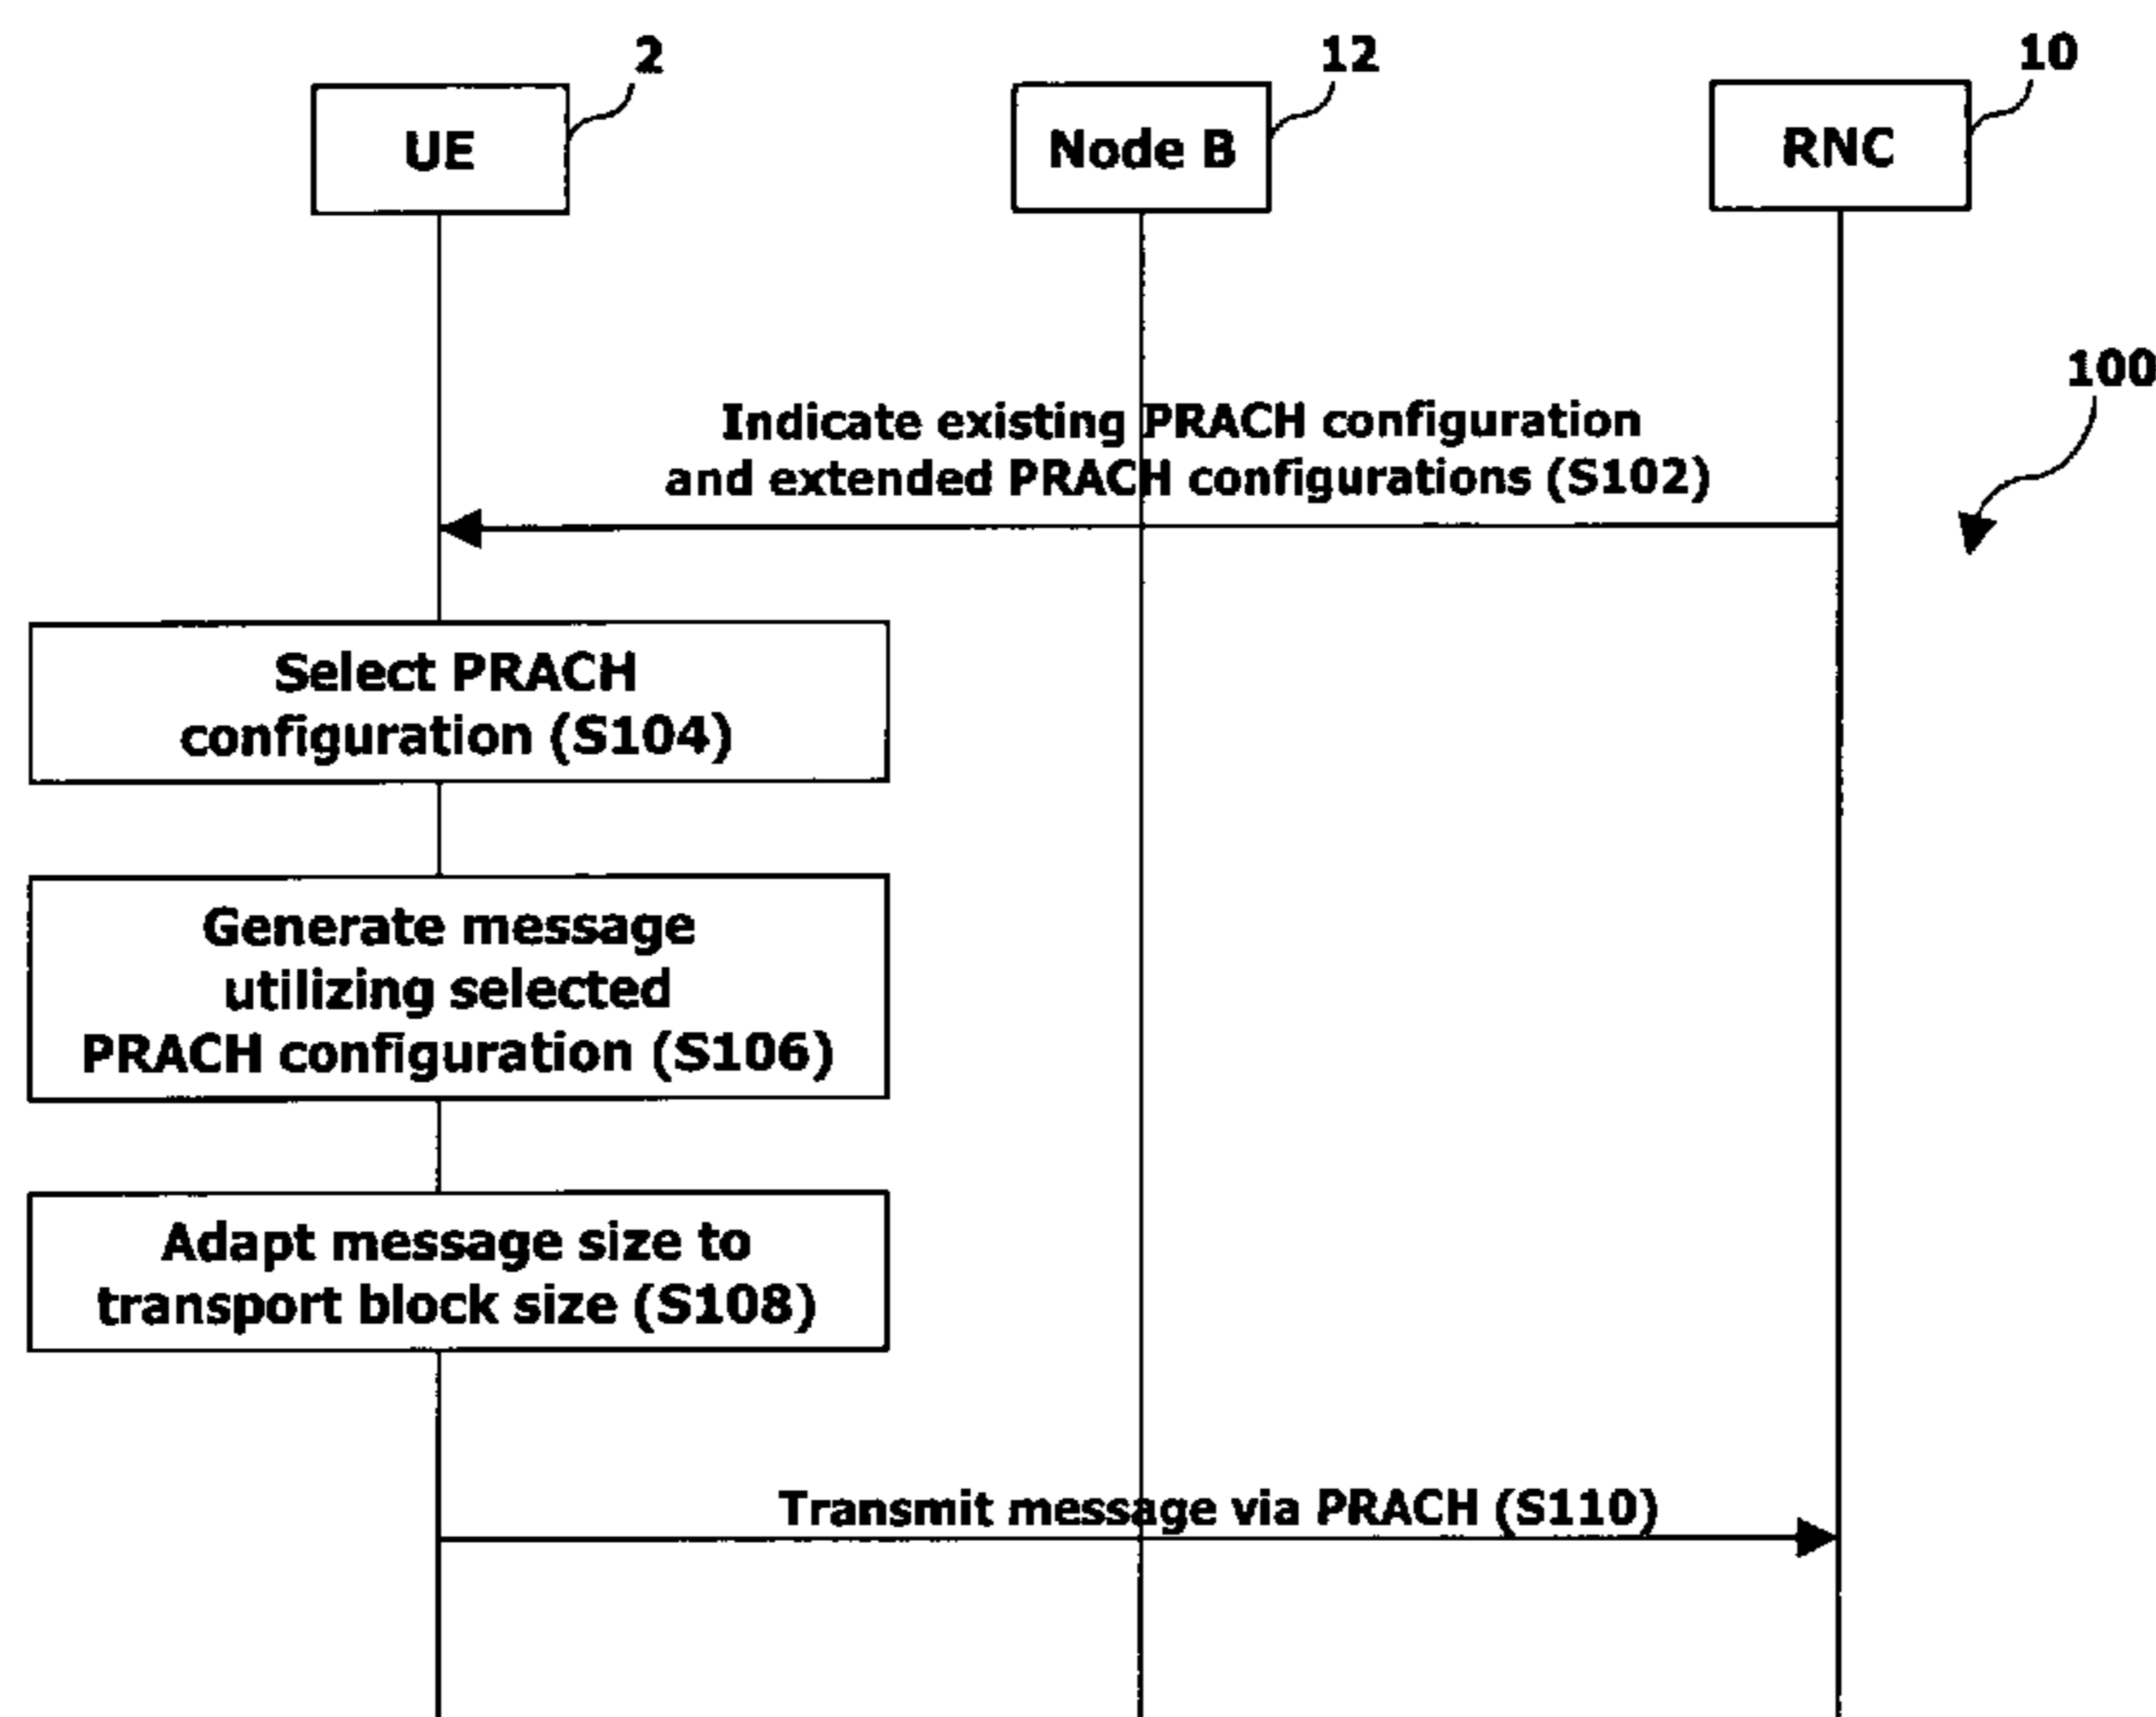 2
12
10
UE
Node B
RNC
100
Indicate existing PRACH configuration
and extended PRACH configurations (S102)
Select PRACH
configuration (S104)
Generate message
utilizing selected
PRACH configuration (S106)
Adapt message size to
transport block size (S108)
Transmit message via PRACH (S110)